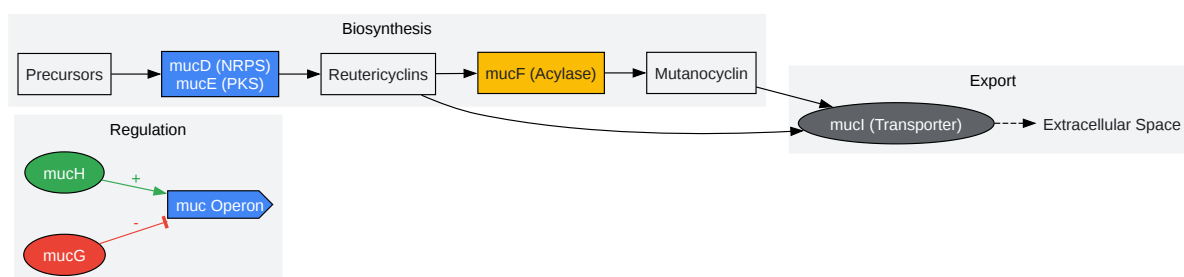 Biosynthesis
Precursors
mucD (NRPS)
mucE (PKS)
Reutericyclins
mucF (Acylase)
Mutanocyclin
Export
mucI (Transporter)
Extracellular Space
Regulation
mucH
+
muc Operon
-
mucG